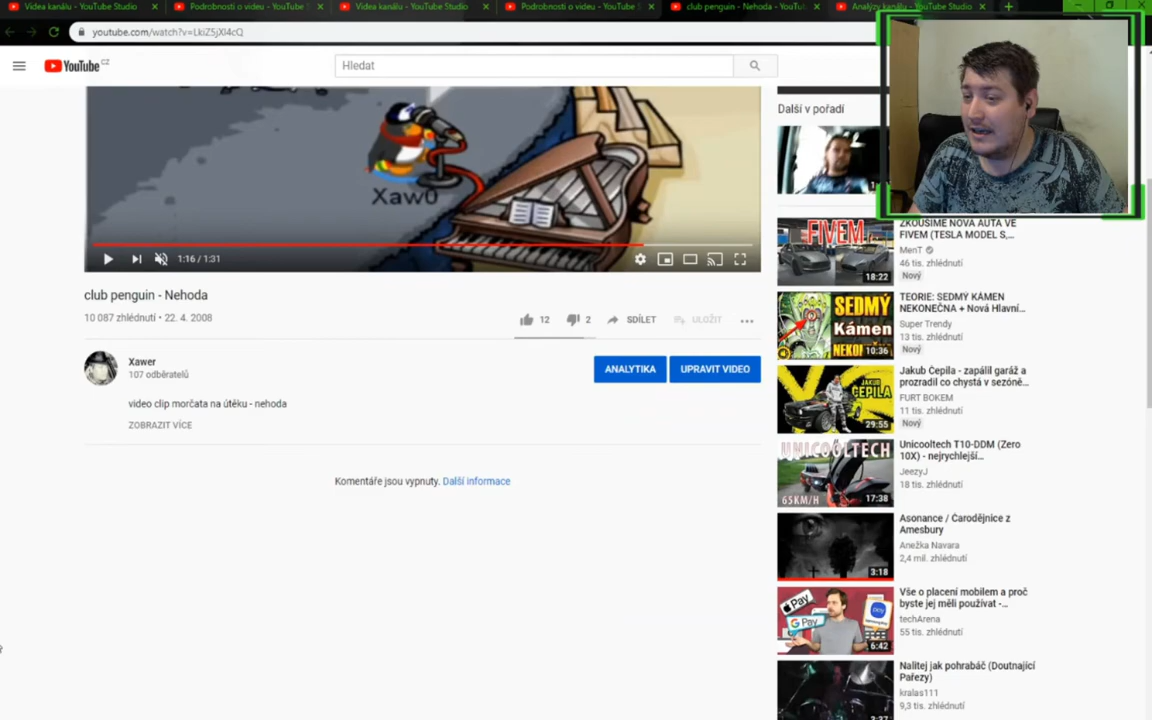 Videa kanálu - YouTube Studio
Podrobnosti o videu - YouTube S
Videa kanálu - YouTube Studio
Podrobnosti o videu - YouTube S
club penguin - Nehoda - YouTu
Analýzy kanálu - YouTube Studio
youtube.com/watch?v=LkiZ5jXl4cQ
YouTube CZ
Hledat
Xaw0
1:16 / 1:31
club penguin - Nehoda
10 087 zhlédnutí • 22. 4. 2008
12
2
SDÍLET
ULOŽIT
Xawer
107 odběratelů
ANALYTIKA
UPRAVIT VIDEO
video clip morčata na útěku - nehoda
ZOBRAZIT VÍCE
Komentáře jsou vypnuty. Další informace
Další v pořadí
FIVEM
18:22
ZKOUŠÍME NOVÁ AUTA VE
FIVEM (TESLA MODEL S,...
MenT
46 tis. zhlédnutí
Nový
SEDMÝ
Kámen
10:36
TEORIE: SEDMÝ KÁMEN
NEKONEČNA + Nová Hlavní...
Super Trendy
13 tis. zhlédnutí
Nový
JAKUB
ČEPILA
29:55
Jakub Čepila - zapálil garáž a
prozradil co chystá v sezóně...
FURT BOKEM
11 tis. zhlédnutí
Nový
UNICOOLTECH
65KM/H
17:38
Unicooltech T10-DDM (Zero
10X) - nejrychlejší...
JeezyJ
18 tis. zhlédnutí
3:18
Asonance / Čarodějnice z
Amesbury
Anežka Navara
2,4 mil. zhlédnutí
Pay
G Pay
6:42
Vše o placení mobilem a proč
byste jej měli používat -...
techArena
55 tis. zhlédnutí
3:37
Nalitej jak pohrabáč (Doutnající
Pařezy)
kralas111
9,3 tis. zhlédnutí